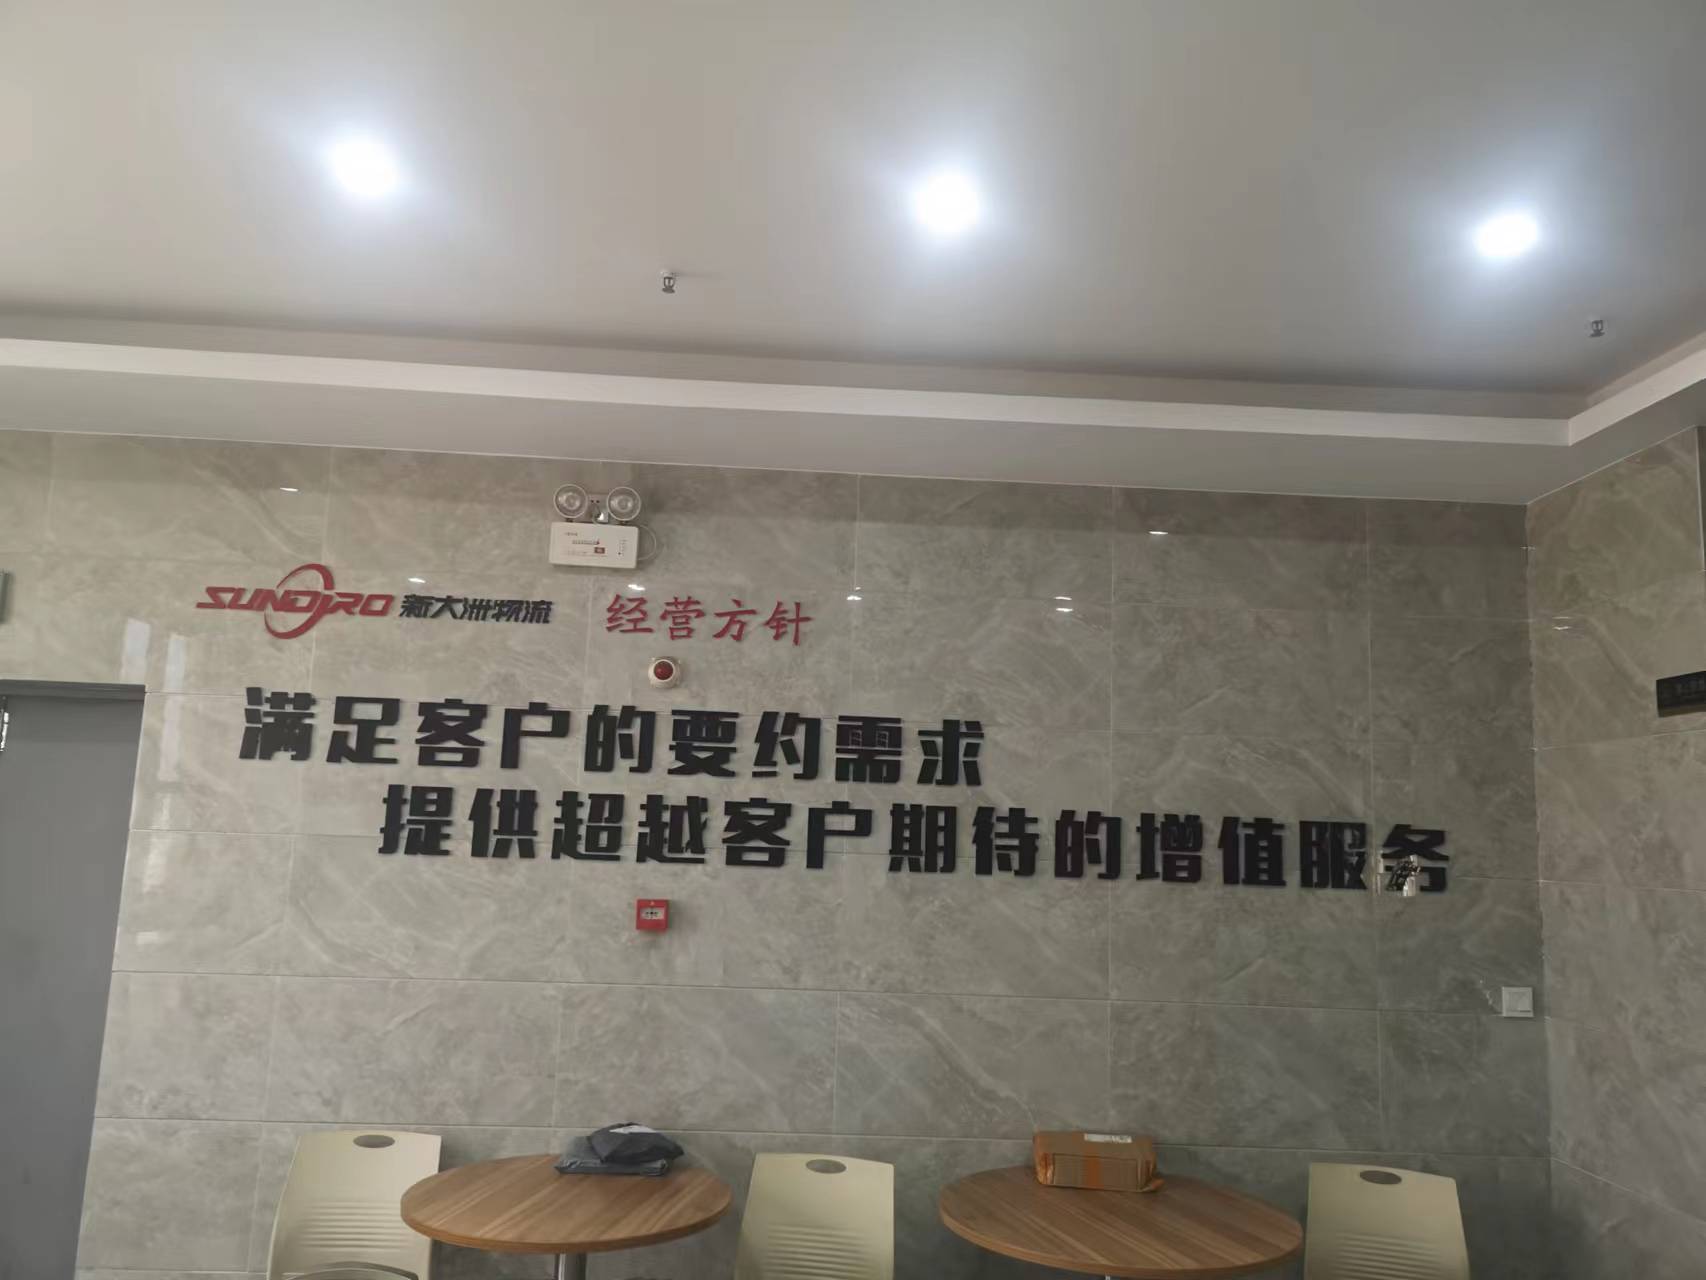 SUNDIRO 新大洲物流 经营方针
满足客户的要约需求
提供超越客户期待的增值服务